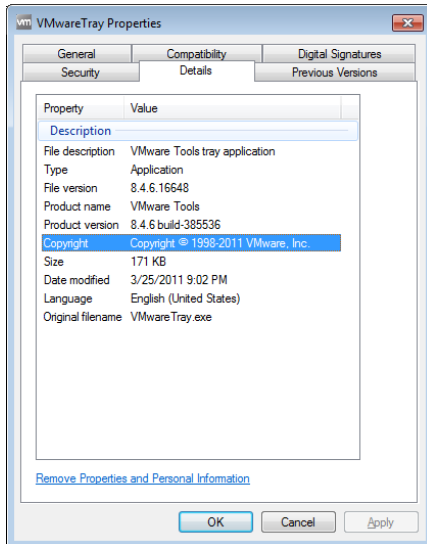 vm VMwareTray Properties
General Compatibility Digital Signatures
Security Details Previous Versions
Property Value
Description
File description VMware Tools tray application
Type Application
File version 8.4.6.16648
Product name VMware Tools
Product version 8.4.6 build-385536
Copyright Copyright © 1998-2011 VMware, Inc.
Size 171 KB
Date modified 3/25/2011 9:02 PM
Language English (United States)
Original filename VMwareTray.exe
Remove Properties and Personal Information
OK Cancel Apply